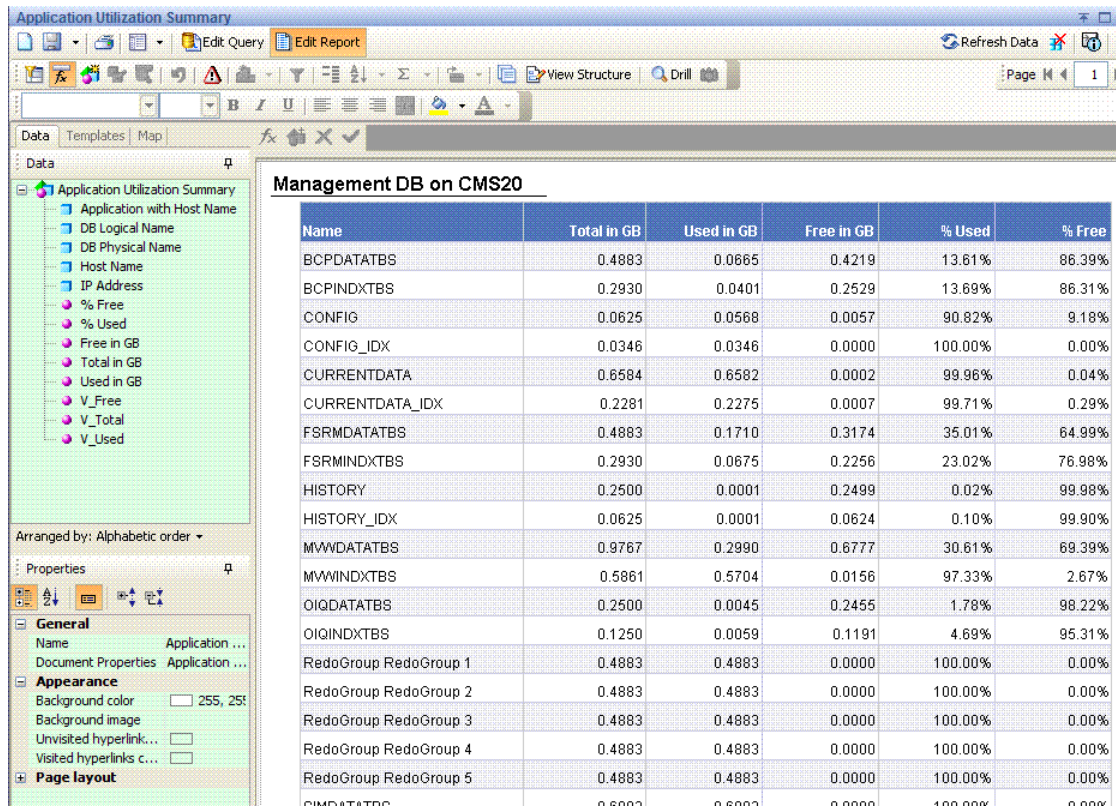 Application Utilization Summary
Edit Query Edit Report Refresh Data
View Structure Drill Page 1
B I U A
Data Templates Map
Data
Application Utilization Summary
Application with Host Name
DB Logical Name
DB Physical Name
Host Name
IP Address
% Free
% Used
Free in GB
Total in GB
Used in GB
V_Free
V_Total
V_Used
Arranged by: Alphabetic order
Properties
General
Name Application ...
Document Properties Application ...
Appearance
Background color 255, 255
Background image
Unvisited hyperlink...
Visited hyperlinks c...
Page layout
Management DB on CMS20
Name Total in GB Used in GB Free in GB % Used % Free
BCPDATATBS 0.4883 0.0665 0.4219 13.61% 86.39%
BCPINDXTBS 0.2930 0.0401 0.2529 13.69% 86.31%
CONFIG 0.0625 0.0568 0.0057 90.82% 9.18%
CONFIG_IDX 0.0346 0.0346 0.0000 100.00% 0.00%
CURRENTDATA 0.6584 0.6582 0.0002 99.96% 0.04%
CURRENTDATA_IDX 0.2281 0.2275 0.0007 99.71% 0.29%
FSRMDATATBS 0.4883 0.1710 0.3174 35.01% 64.99%
FSRMINDXTBS 0.2930 0.0675 0.2256 23.02% 76.98%
HISTORY 0.2500 0.0001 0.2499 0.02% 99.98%
HISTORY_IDX 0.0625 0.0001 0.0624 0.10% 99.90%
MVWDATATBS 0.9767 0.2990 0.6777 30.61% 69.39%
MVWINDXTBS 0.5861 0.5704 0.0156 97.33% 2.67%
OIQDATATBS 0.2500 0.0045 0.2455 1.78% 98.22%
OIQINDXTBS 0.1250 0.0059 0.1191 4.69% 95.31%
RedoGroup RedoGroup 1 0.4883 0.4883 0.0000 100.00% 0.00%
RedoGroup RedoGroup 2 0.4883 0.4883 0.0000 100.00% 0.00%
RedoGroup RedoGroup 3 0.4883 0.4883 0.0000 100.00% 0.00%
RedoGroup RedoGroup 4 0.4883 0.4883 0.0000 100.00% 0.00%
RedoGroup RedoGroup 5 0.4883 0.4883 0.0000 100.00% 0.00%